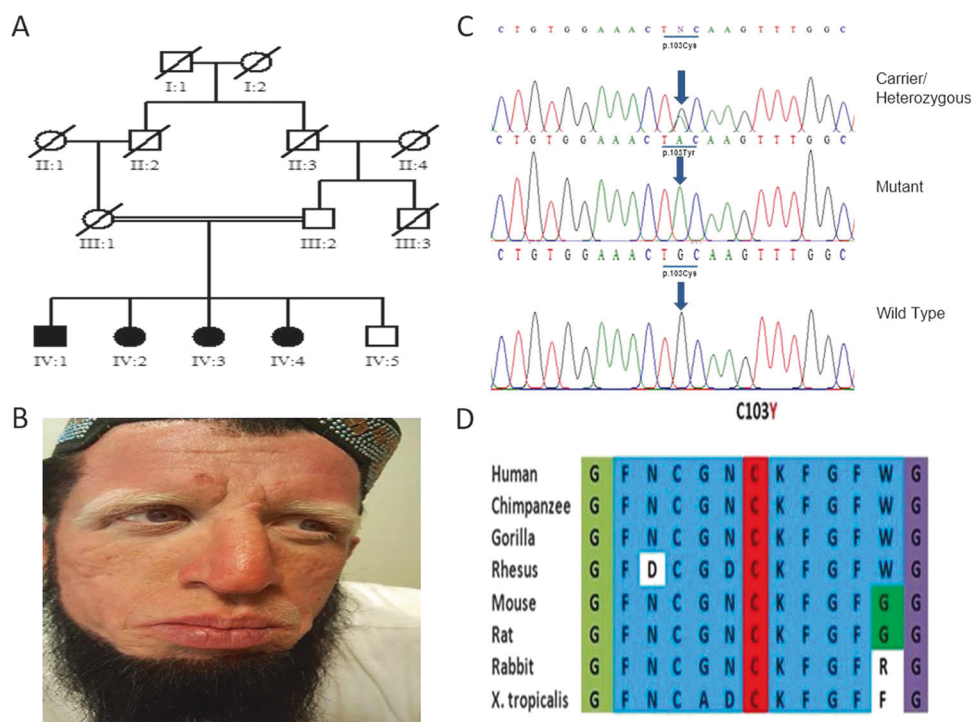 A
I:1 I:2
II:1 II:2 II:3 II:4
III:1 III:2 III:3
IV:1 IV:2 IV:3 IV:4 IV:5
B
C
C T G T G G A A A C T N C A A G T T T G G C
p.103Cys
Carrier/
Heterozygous
C T G T G G A A A C T A C A A G T T T G G C
p.103Tyr
Mutant
C T G T G G A A A C T G C A A G T T T G G C
p.103Cys
Wild Type
C103Y
D
Human G F N C G N C K F G F W G
Chimpanzee G F N C G N C K F G F W G
Gorilla G F N C G N C K F G F W G
Rhesus G F D C G D C K F G F W G
Mouse G F N C G N C K F G F G G
Rat G F N C G N C K F G F G G
Rabbit G F N C G N C K F G F R G
X. tropicalis G F N C A D C K F G F F G